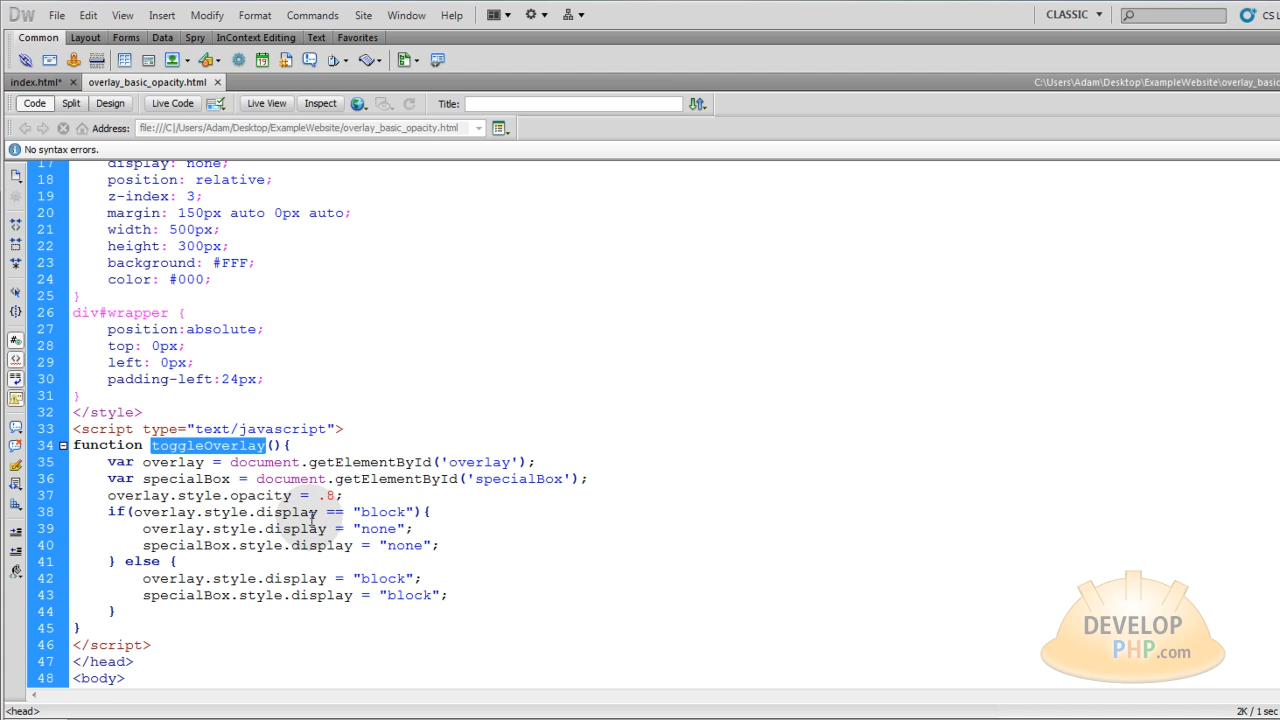 Dw File Edit View Insert Modify Format Commands Site Window Help CLASSIC CS L
Common Layout Forms Data Spry InContext Editing Text Favorites
index.html* overlay_basic_opacity.html C:\Users\Adam\Desktop\ExampleWebsite\overlay_basic
Code Split Design Live Code Live View Inspect Title:
Address: file:///C|/Users/Adam/Desktop/ExampleWebsite/overlay_basic_opacity.html
No syntax errors.
17 display: none;
18 position: relative;
19 z-index: 3;
20 margin: 150px auto 0px auto;
21 width: 500px;
22 height: 300px;
23 background: #FFF;
24 color: #000;
25 }
26 div#wrapper {
27 position:absolute;
28 top: 0px;
29 left: 0px;
30 padding-left:24px;
31 }
32 </style>
33 <script type="text/javascript">
34 function toggleOverlay(){
35 var overlay = document.getElementById('overlay');
36 var specialBox = document.getElementById('specialBox');
37 overlay.style.opacity = .8;
38 if(overlay.style.display == "block"){
39 overlay.style.display = "none";
40 specialBox.style.display = "none";
41 } else {
42 overlay.style.display = "block";
43 specialBox.style.display = "block";
44 }
45 }
46 </script>
47 </head>
48 <body>
DEVELOP
PHP.com
<head> 2K / 1 sec